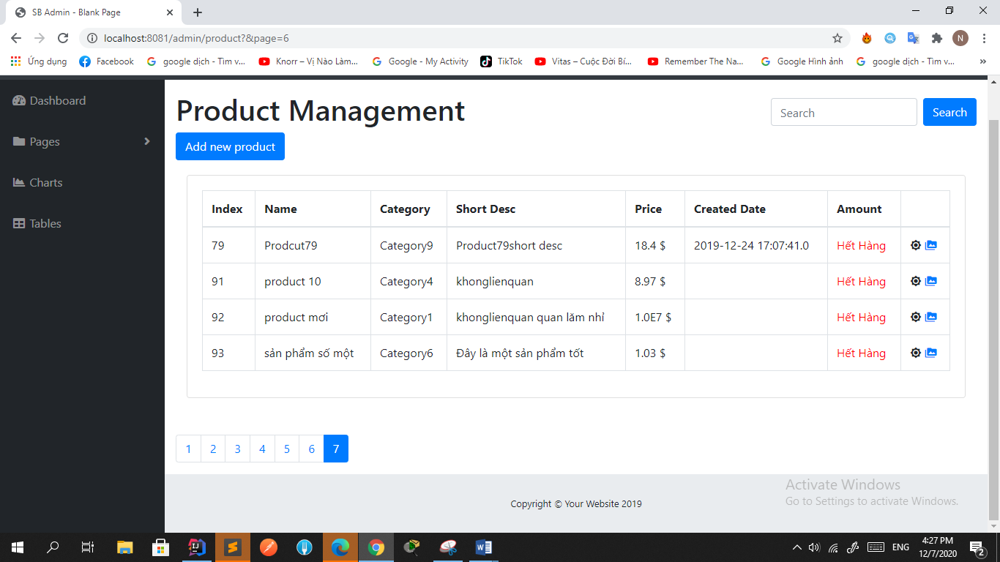 SB Admin - Blank Page
localhost:8081/admin/product?&page=6
N
Ứng dụng Facebook google dịch - Tìm v... Knorr – Vị Nào Làm... Google - My Activity TikTok Vitas – Cuộc Đời Bí... Remember The Na... Google Hình ảnh google dịch - Tìm v... »
Dashboard
Pages
Charts
Tables
Product Management
Search Search
Add new product
Index Name Category Short Desc Price Created Date Amount
79 Prodcut79 Category9 Product79short desc 18.4 $ 2019-12-24 17:07:41.0 Hết Hàng
91 product 10 Category4 khonglienquan 8.97 $ Hết Hàng
92 product mơi Category1 khonglienquan quan lăm nhỉ 1.0E7 $ Hết Hàng
93 sản phẩm số một Category6 Đây là một sản phẩm tốt 1.03 $ Hết Hàng
1 2 3 4 5 6 7
Activate Windows
Go to Settings to activate Windows.
Copyright © Your Website 2019
ENG
4:27 PM
12/7/2020
2